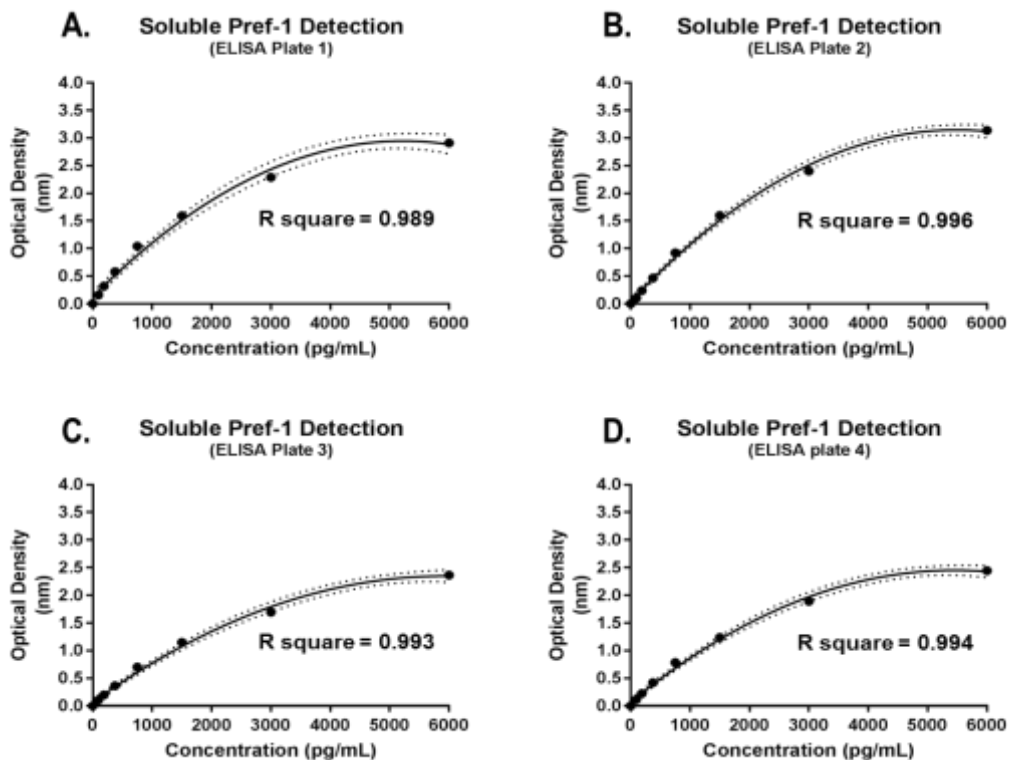 A.
Soluble Pref-1 Detection
(ELISA Plate 1)
4.0
3.5
3.0
2.5
2.0
1.5
1.0
0.5
0.0
Optical Density
(nm)
R square = 0.989
0 1000 2000 3000 4000 5000 6000
Concentration (pg/mL)
B.
Soluble Pref-1 Detection
(ELISA Plate 2)
4.0
3.5
3.0
2.5
2.0
1.5
1.0
0.5
0.0
Optical Density
(nm)
R square = 0.996
0 1000 2000 3000 4000 5000 6000
Concentration (pg/mL)
C.
Soluble Pref-1 Detection
(ELISA Plate 3)
4.0
3.5
3.0
2.5
2.0
1.5
1.0
0.5
0.0
Optical Density
(nm)
R square = 0.993
0 1000 2000 3000 4000 5000 6000
Concentration (pg/mL)
D.
Soluble Pref-1 Detection
(ELISA plate 4)
4.0
3.5
3.0
2.5
2.0
1.5
1.0
0.5
0.0
Optical Density
(nm)
R square = 0.994
0 1000 2000 3000 4000 5000 6000
Concentration (pg/mL)